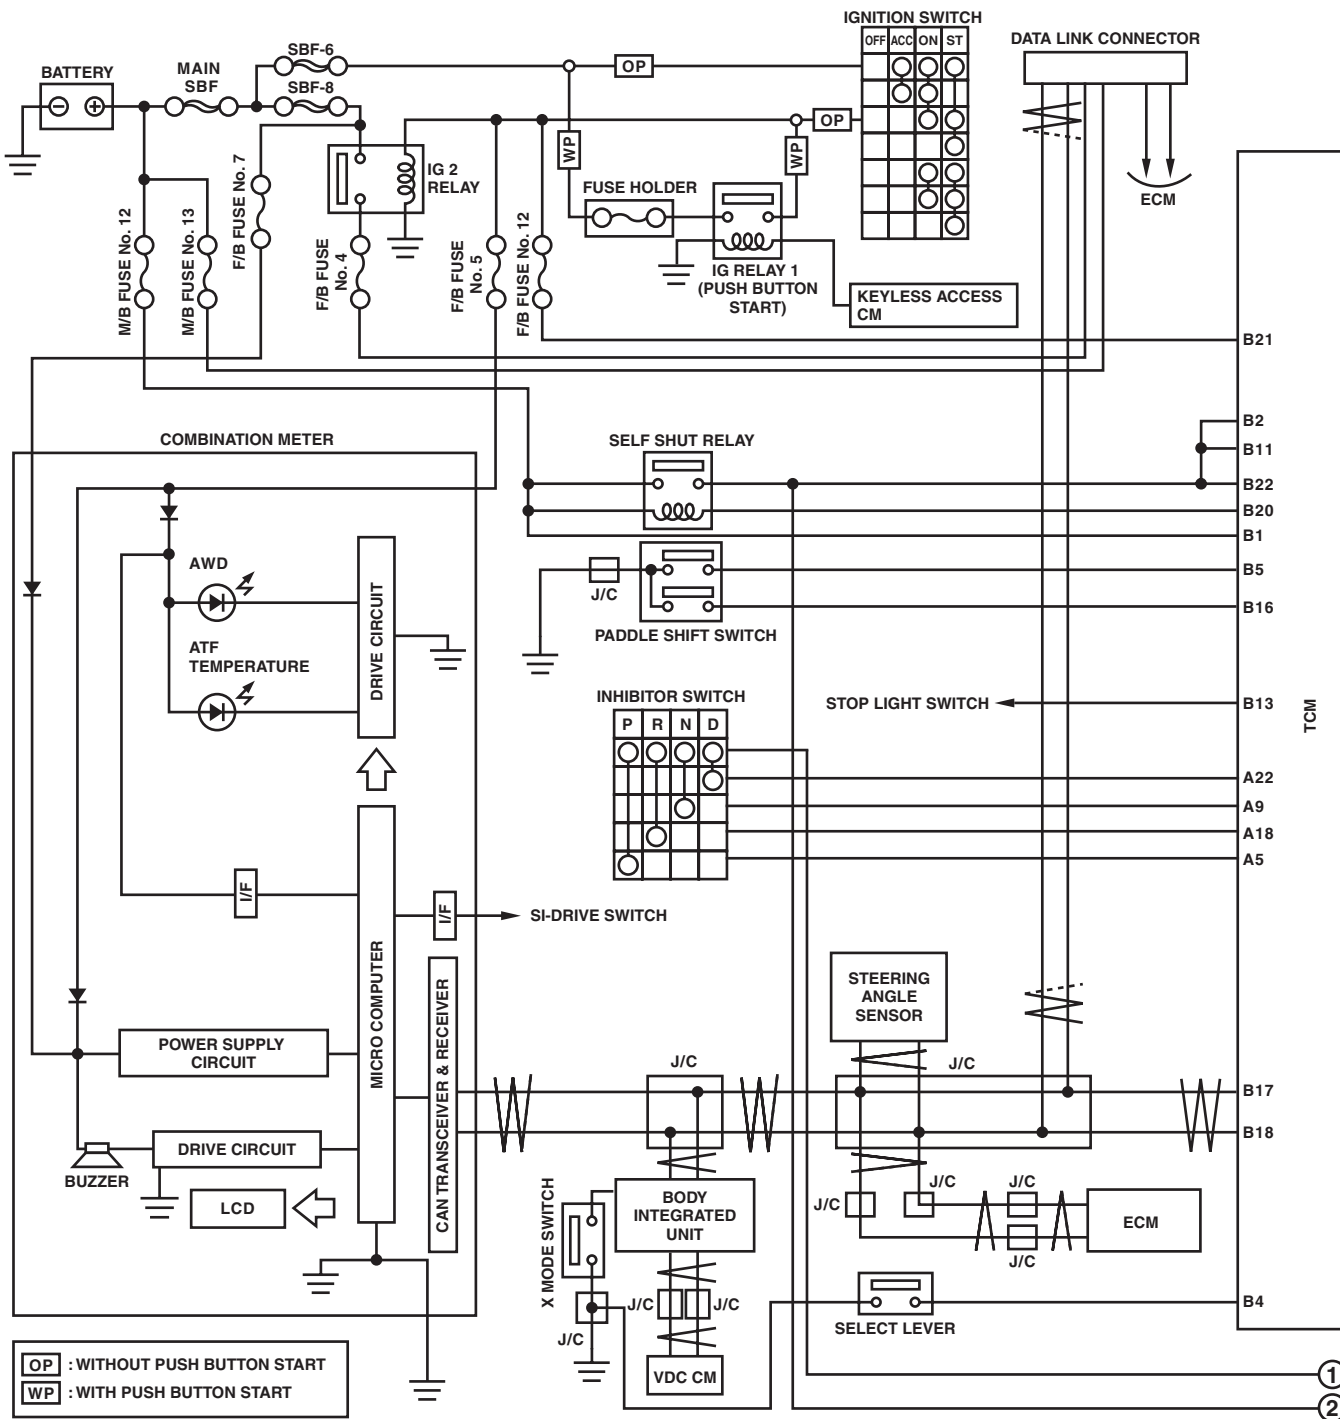 IGNITION SWITCH
OFF ACC ON ST
DATA LINK CONNECTOR
SBF-6
OP
MAIN
SBF
BATTERY
SBF-8
OP
WP
WP
IG 2
RELAY
FUSE HOLDER
ECM
M/B FUSE No. 12
M/B FUSE No. 13
F/B FUSE No. 7
F/B FUSE
No. 4
F/B FUSE
No. 5
F/B FUSE No. 12
IG RELAY 1
(PUSH BUTTON
START)
KEYLESS ACCESS
CM
B21
B2
B11
B22
B20
B1
B5
B16
B13
A22
A9
A18
A5
B17
B18
B4
TCM
COMBINATION METER
SELF SHUT RELAY
AWD
ATF
TEMPERATURE
DRIVE CIRCUIT
J/C
PADDLE SHIFT SWITCH
INHIBITOR SWITCH
P R N D
STOP LIGHT SWITCH
I/F
I/F
SI-DRIVE SWITCH
MICRO COMPUTER
CAN TRANSCEIVER & RECEIVER
STEERING
ANGLE
SENSOR
POWER SUPPLY
CIRCUIT
J/C
J/C
DRIVE CIRCUIT
BUZZER
LCD
X MODE SWITCH
BODY
INTEGRATED
UNIT
J/C
J/C
J/C
J/C
ECM
J/C
J/C
J/C
SELECT LEVER
VDC CM
OP : WITHOUT PUSH BUTTON START
WP : WITH PUSH BUTTON START
1
2